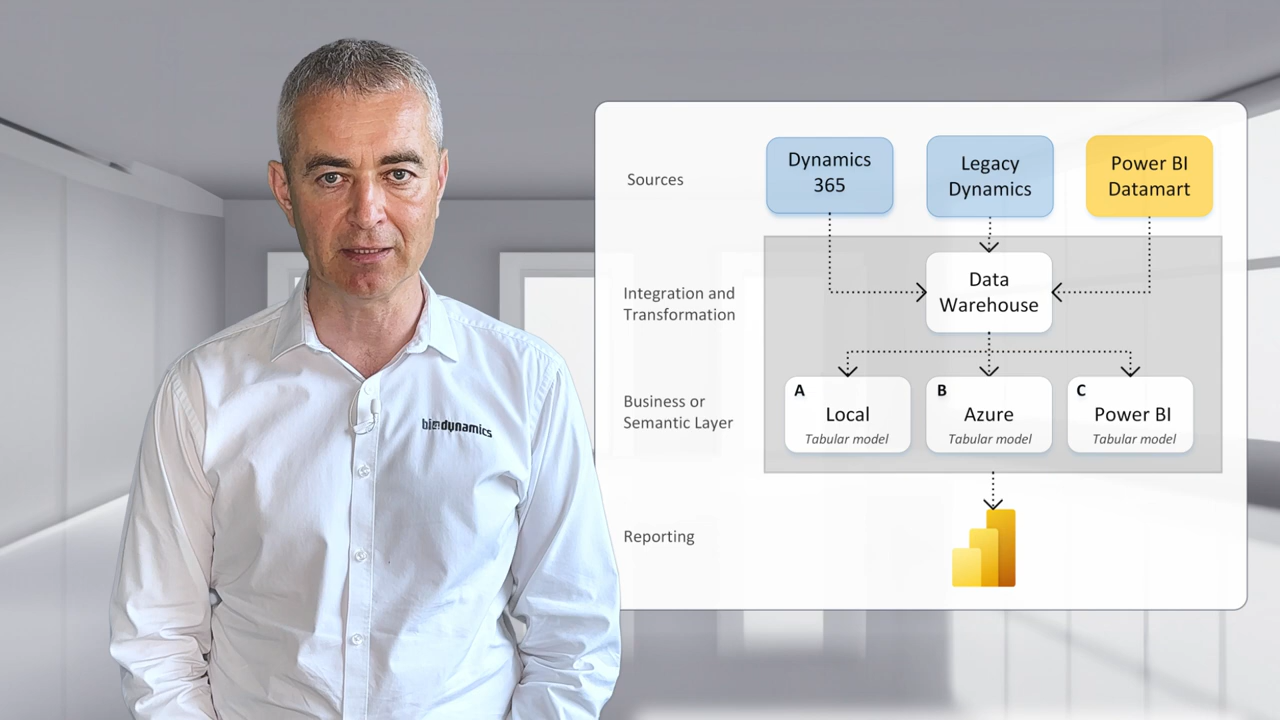 Dynamics
365
Legacy
Dynamics
Power BI
Datamart
Sources
Data
Warehouse
Integration and
Transformation
A
Local
Tabular model
B
Azure
Tabular model
C
Power BI
Tabular model
Business or
Semantic Layer
Reporting
bi4dynamics